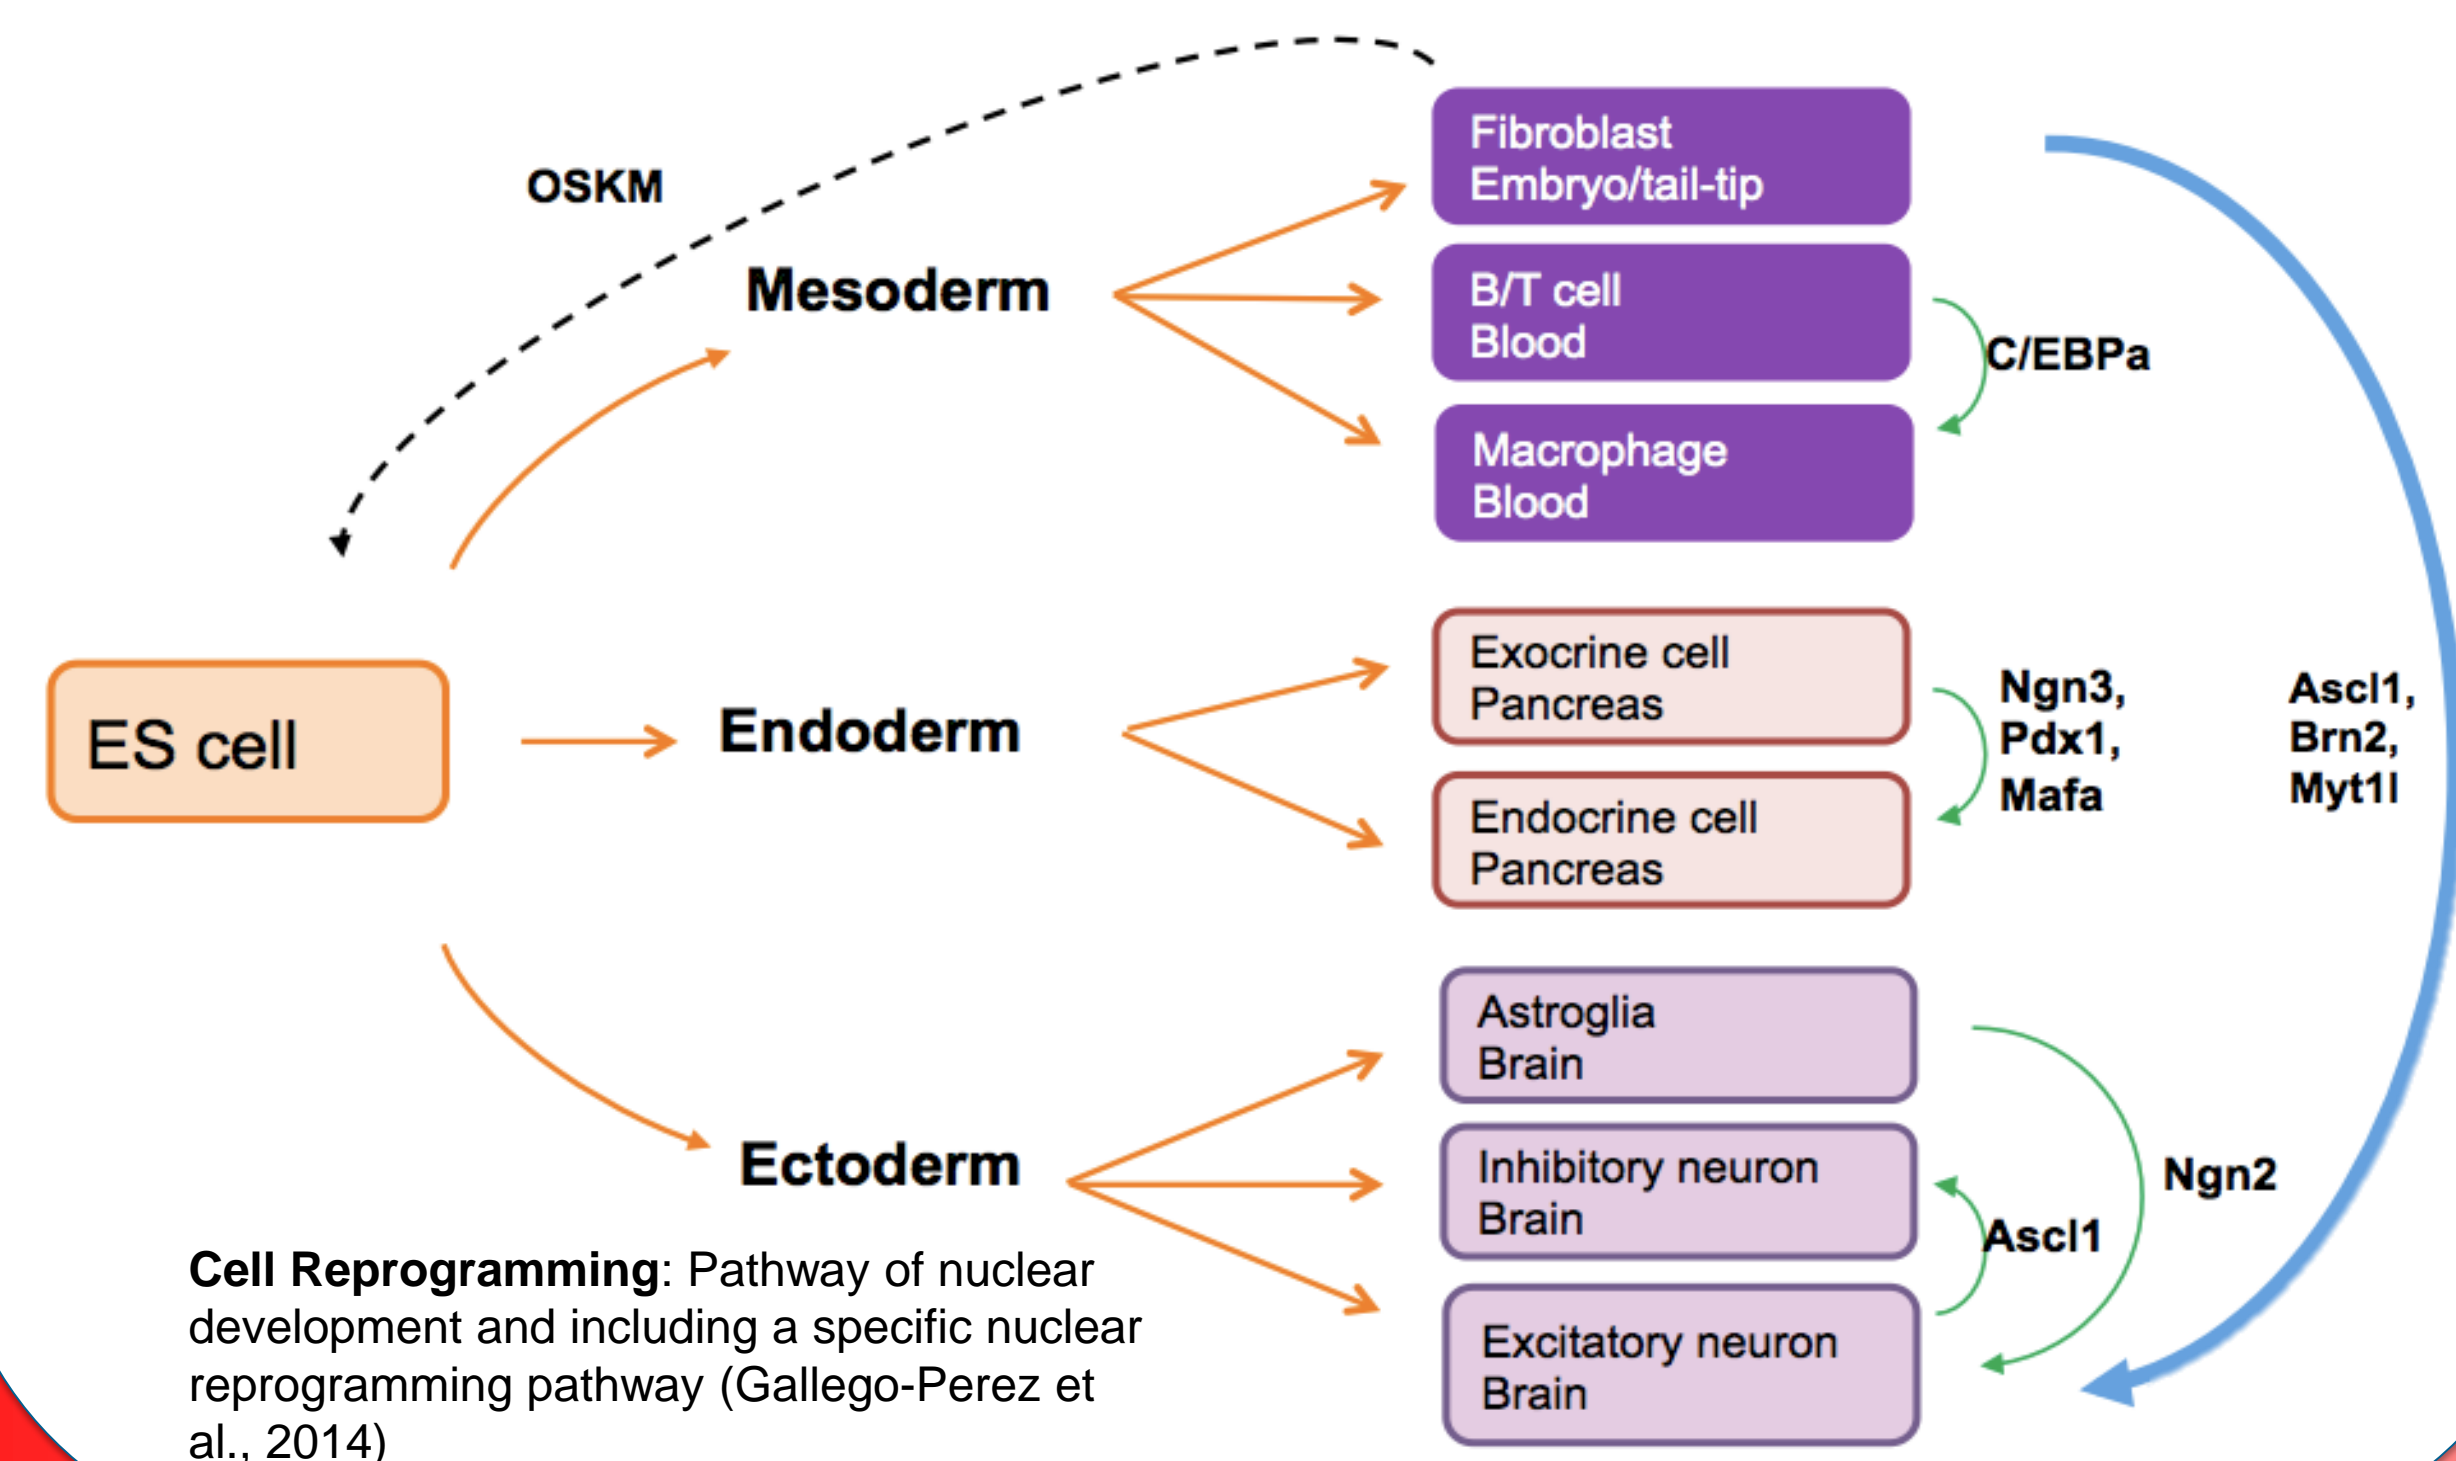 OSKM
Mesoderm
Fibroblast
Embryo/tail-tip
B/T cell
Blood
C/EBPa
Macrophage
Blood
ES cell
Endoderm
Exocrine cell
Pancreas
Endocrine cell
Pancreas
Ngn3,
Pdx1,
Mafa
Ascl1,
Brn2,
Myt1l
Ectoderm
Astroglia
Brain
Inhibitory neuron
Brain
Excitatory neuron
Brain
Ascl1
Ngn2
Cell Reprogramming: Pathway of nuclear
development and including a specific nuclear
reprogramming pathway (Gallego-Perez et
al., 2014)